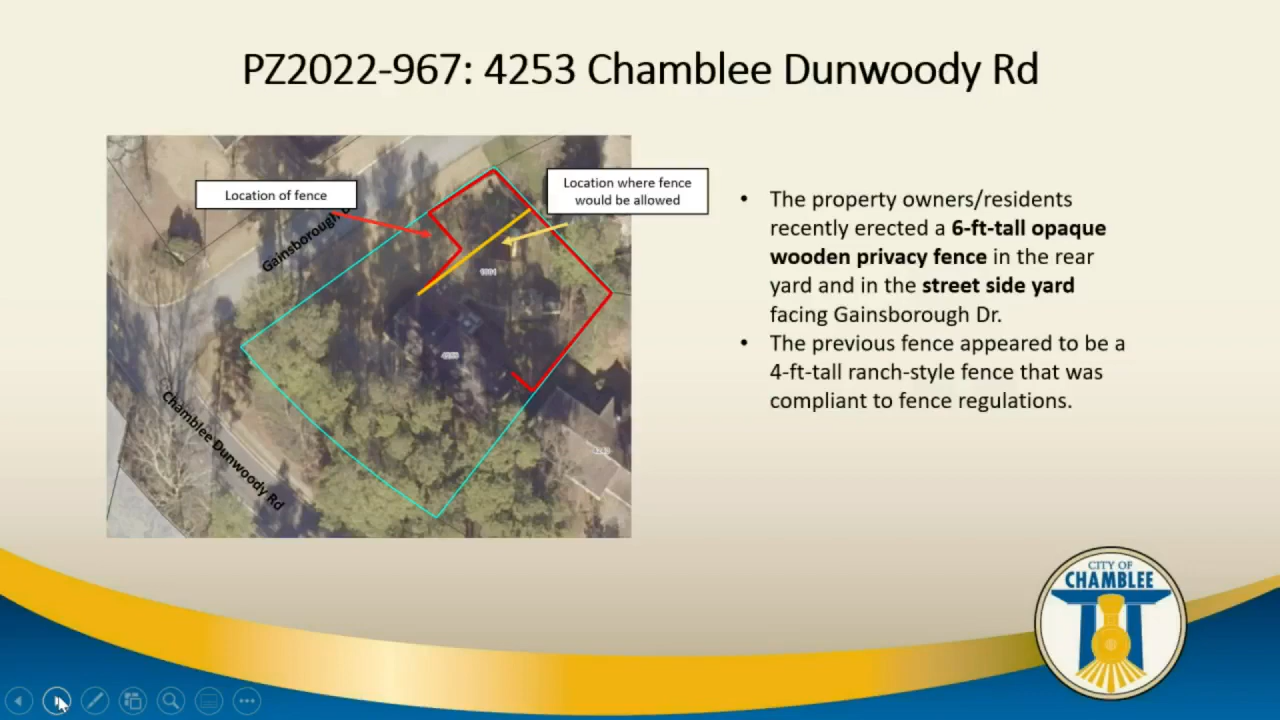 PZ2022-967: 4253 Chamblee Dunwoody Rd
Location of fence
Location where fence
would be allowed
Gainsborough
Chamblee Dunwoody Rd
• The property owners/residents
recently erected a 6-ft-tall opaque
wooden privacy fence in the rear
yard and in the street side yard
facing Gainsborough Dr.
• The previous fence appeared to be a
4-ft-tall ranch-style fence that was
compliant to fence regulations.
CITY OF
CHAMBLEE